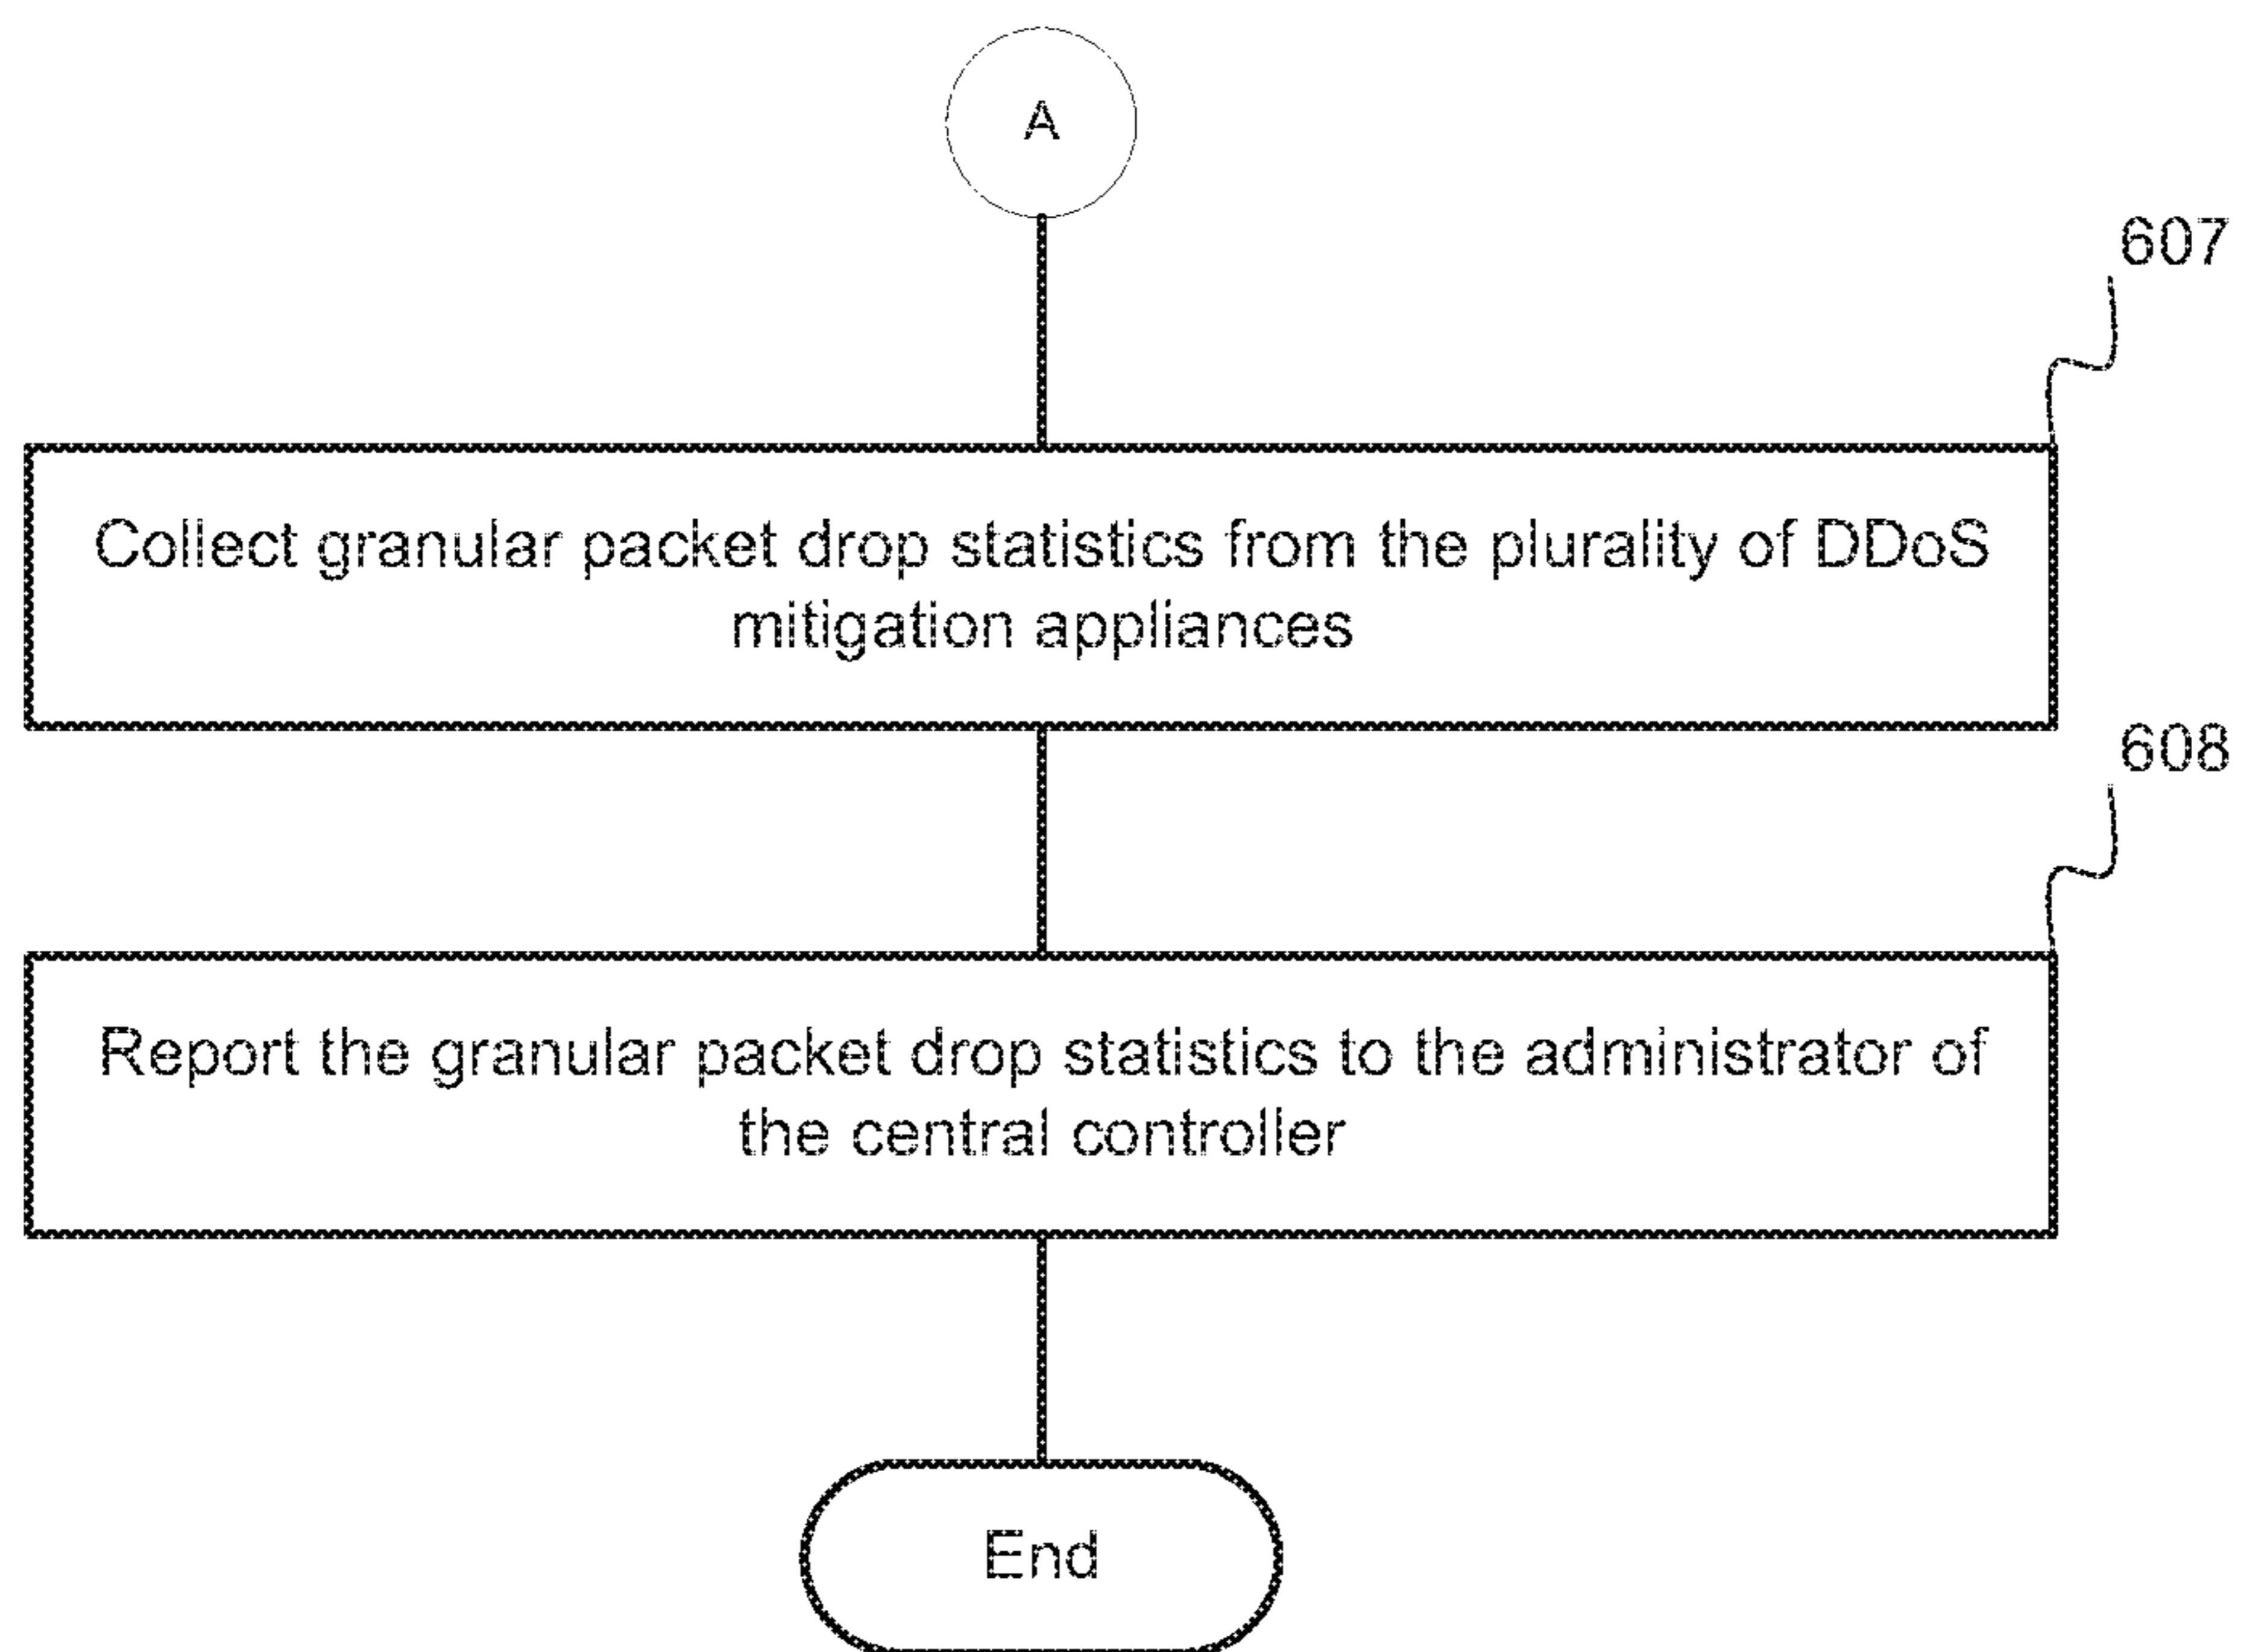 A
607
Collect granular packet drop statistics from the plurality of DDoS
mitigation appliances
608
Report the granular packet drop statistics to the administrator of
the central controller
End